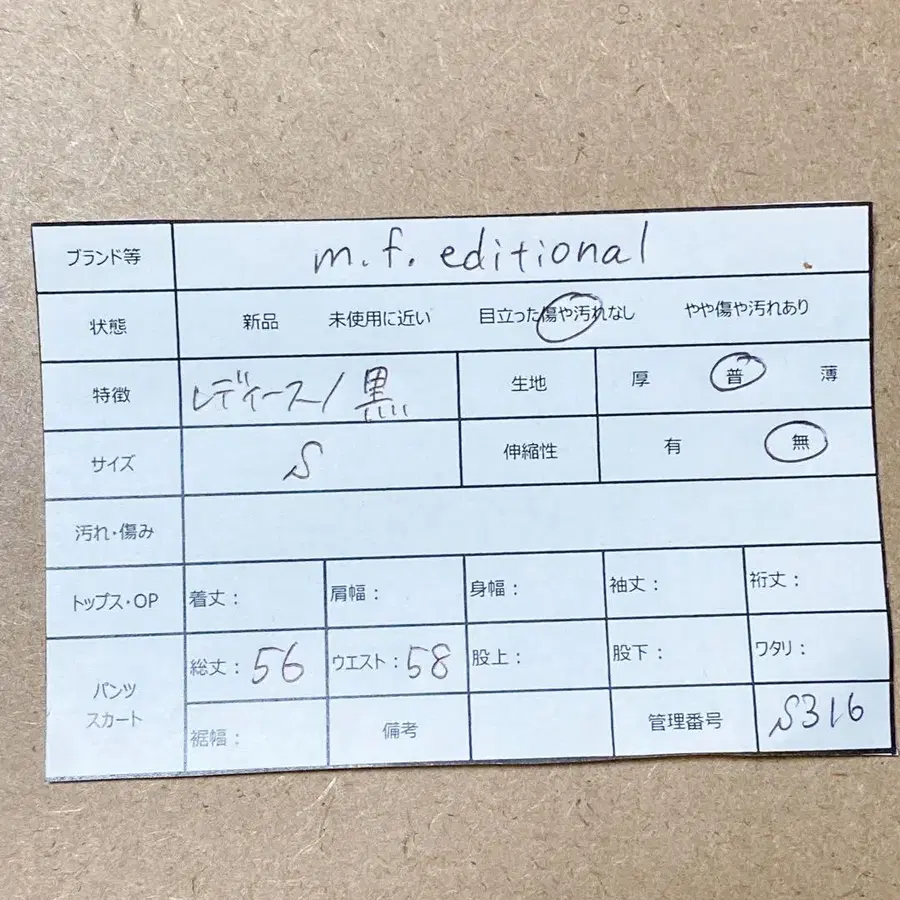 ブランド等 m.f.editional
状態 新品 未使用に近い 目立った傷や汚れなし やや傷や汚れあり
特徴 レディース/黒 生地 厚 普 薄
サイズ S 伸縮性 有 無
汚れ・傷み
トップス・OP 着丈： 肩幅： 身幅： 袖丈： 裄丈：
パンツ スカート 総丈：56 ウエスト：58 股上： 股下： ワタリ：
裾幅： 備考 管理番号 S316